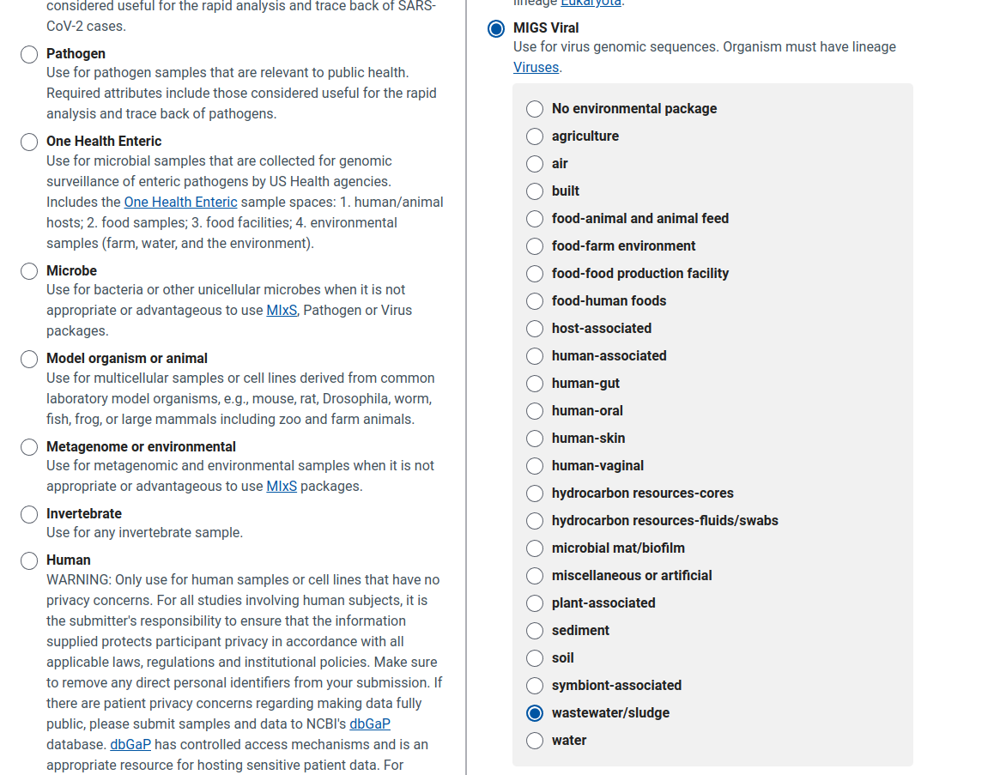 considered useful for the rapid analysis and trace back of SARS-
CoV-2 cases.
Pathogen
Use for pathogen samples that are relevant to public health.
Required attributes include those considered useful for the rapid
analysis and trace back of pathogens.
One Health Enteric
Use for microbial samples that are collected for genomic
surveillance of enteric pathogens by US Health agencies.
Includes the One Health Enteric sample spaces: 1. human/animal
hosts; 2. food samples; 3. food facilities; 4. environmental
samples (farm, water, and the environment).
Microbe
Use for bacteria or other unicellular microbes when it is not
appropriate or advantageous to use MIxS, Pathogen or Virus
packages.
Model organism or animal
Use for multicellular samples or cell lines derived from common
laboratory model organisms, e.g., mouse, rat, Drosophila, worm,
fish, frog, or large mammals including zoo and farm animals.
Metagenome or environmental
Use for metagenomic and environmental samples when it is not
appropriate or advantageous to use MIxS packages.
Invertebrate
Use for any invertebrate sample.
Human
WARNING: Only use for human samples or cell lines that have no
privacy concerns. For all studies involving human subjects, it is
the submitter's responsibility to ensure that the information
supplied protects participant privacy in accordance with all
applicable laws, regulations and institutional policies. Make sure
to remove any direct personal identifiers from your submission. If
there are patient privacy concerns regarding making data fully
public, please submit samples and data to NCBI's dbGaP
database. dbGaP has controlled access mechanisms and is an
appropriate resource for hosting sensitive patient data. For
lineage Eukaryota.
MIGS Viral
Use for virus genomic sequences. Organism must have lineage
Viruses.
No environmental package
agriculture
air
built
food-animal and animal feed
food-farm environment
food-food production facility
food-human foods
host-associated
human-associated
human-gut
human-oral
human-skin
human-vaginal
hydrocarbon resources-cores
hydrocarbon resources-fluids/swabs
microbial mat/biofilm
miscellaneous or artificial
plant-associated
sediment
soil
symbiont-associated
wastewater/sludge
water